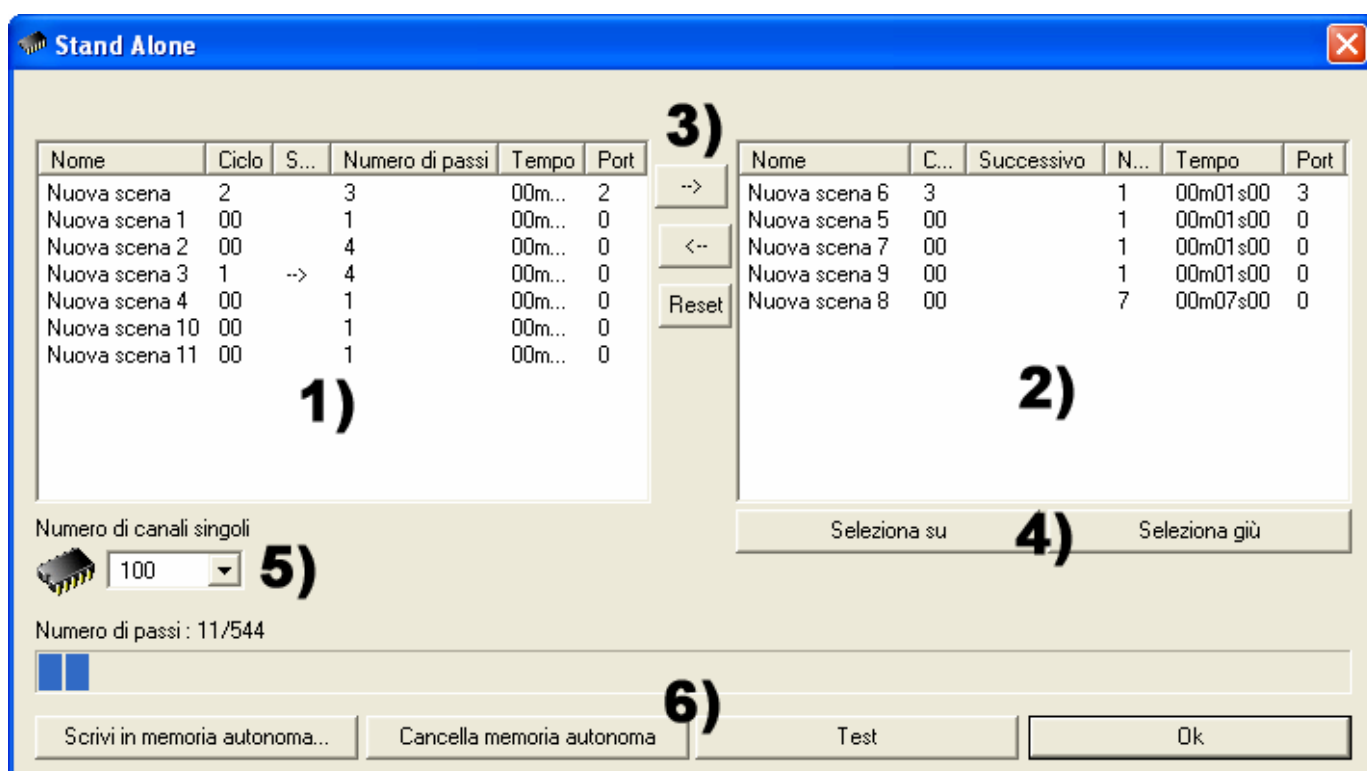 Stand Alone
3)
Nome Ciclo S... Numero di passi Tempo Port
Nuova scena 2 3 00m... 2
Nuova scena 1 00 1 00m... 0
Nuova scena 2 00 4 00m... 0
Nuova scena 3 1 --> 4 00m... 0
Nuova scena 4 00 1 00m... 0
Nuova scena 10 00 1 00m... 0
Nuova scena 11 00 1 00m... 0
1)
-->
<--
Reset
Nome C... Successivo N... Tempo Port
Nuova scena 6 3 1 00m01s00 3
Nuova scena 5 00 1 00m01s00 0
Nuova scena 7 00 1 00m01s00 0
Nuova scena 9 00 1 00m01s00 0
Nuova scena 8 00 7 00m07s00 0
2)
Seleziona su 4) Seleziona giù
Numero di canali singoli
100 5)
Numero di passi : 11/544
6)
Scrivi in memoria autonoma... Cancella memoria autonoma Test Ok